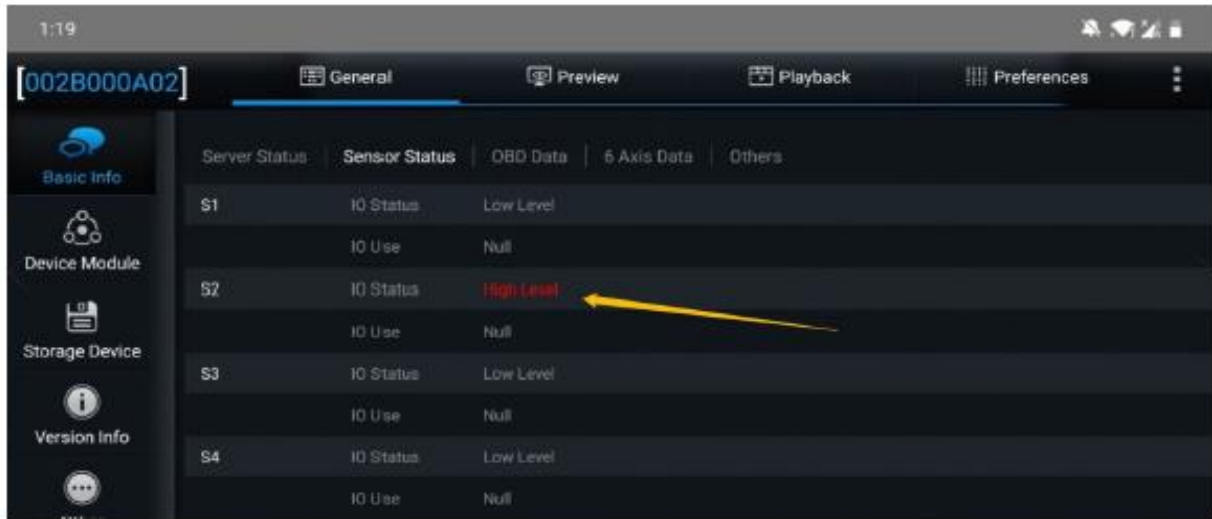 1:19
[002B000A02] General Preview Playback Preferences
Basic Info
Device Module
Storage Device
Version Info
Server Status Sensor Status OBD Data 6 Axis Data Others
S1 IO Status Low Level
IO Use Null
S2 IO Status High Level
IO Use Null
S3 IO Status Low Level
IO Use Null
S4 IO Status Low Level
IO Use Null